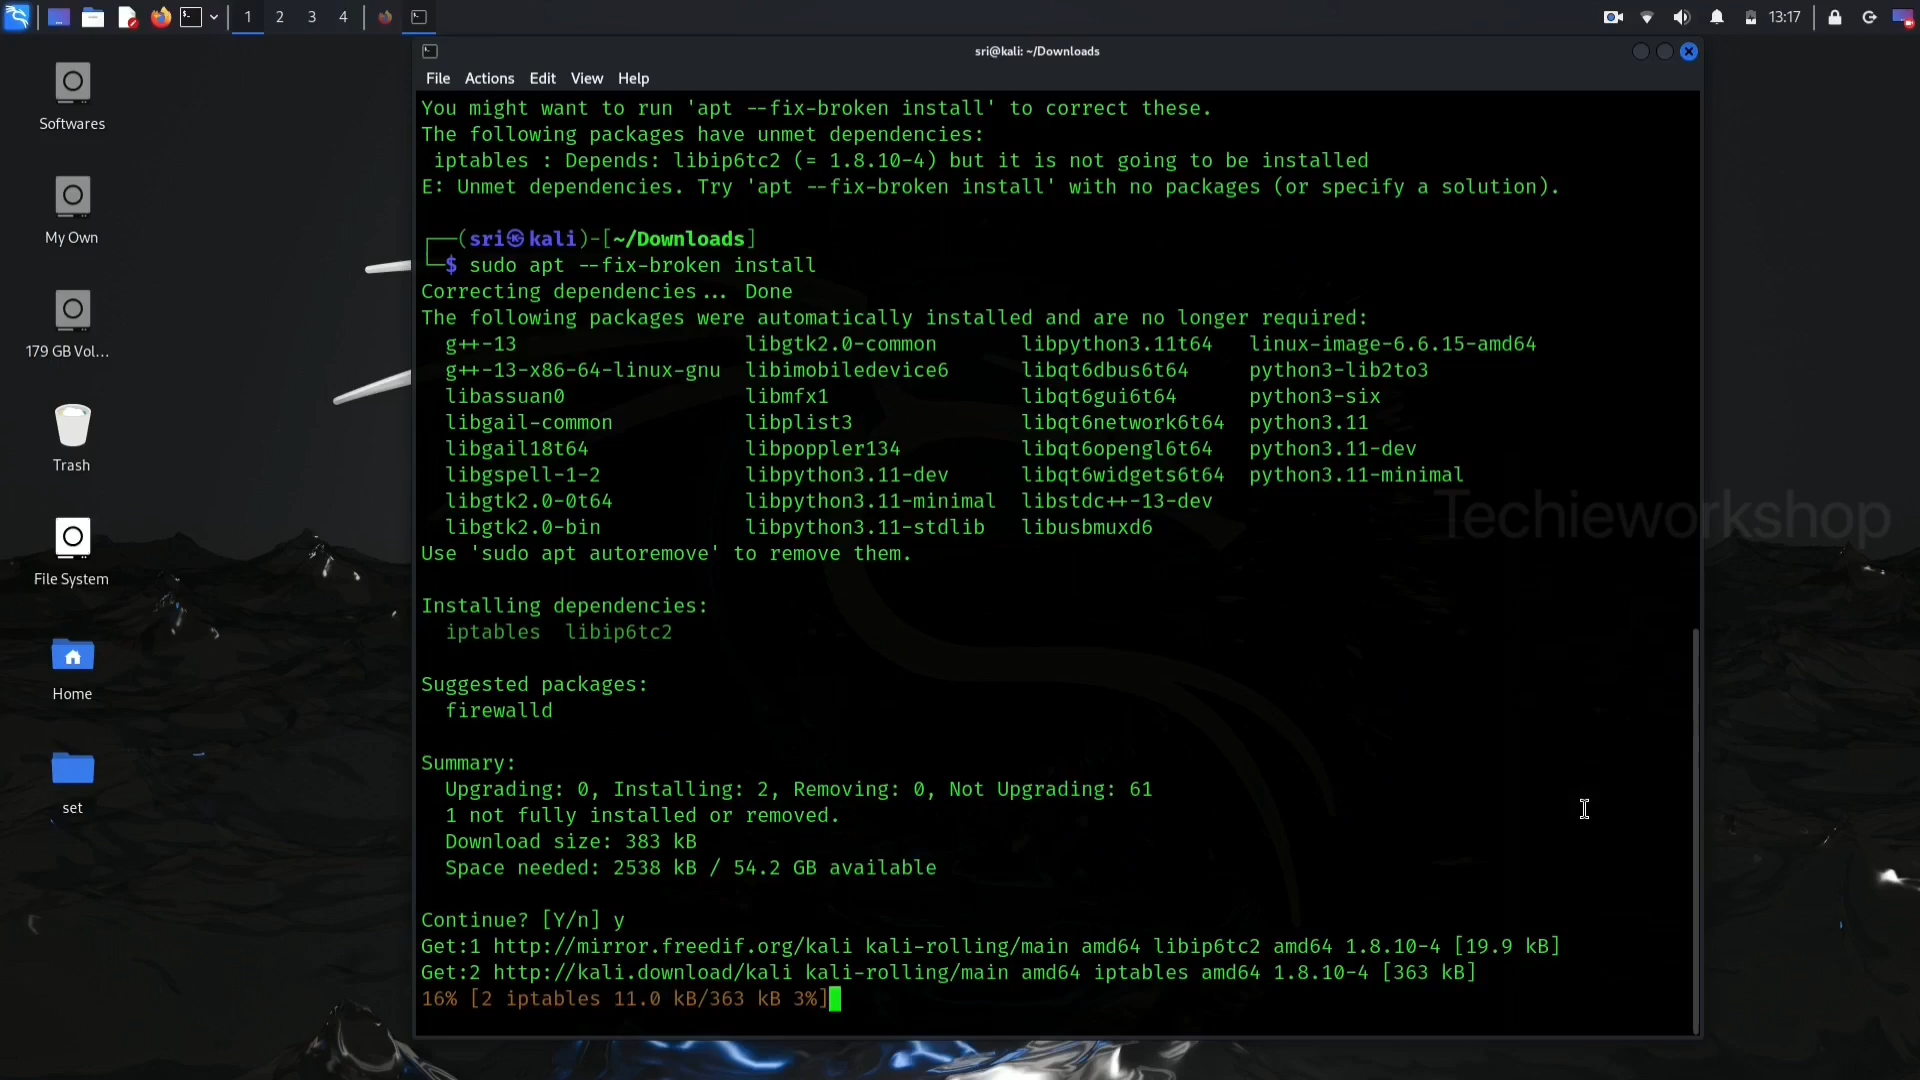 1 2 3 4
13:17
sri@kali: ~/Downloads
File Actions Edit View Help
Softwares
My Own
179 GB Vol...
Trash
File System
Home
set
You might want to run 'apt --fix-broken install' to correct these.
The following packages have unmet dependencies:
iptables : Depends: libip6tc2 (= 1.8.10-4) but it is not going to be installed
E: Unmet dependencies. Try 'apt --fix-broken install' with no packages (or specify a solution).
┌──(sri㉿kali)-[~/Downloads]
└─$ sudo apt --fix-broken install
Correcting dependencies... Done
The following packages were automatically installed and are no longer required:
g++-13 libgtk2.0-common libpython3.11t64 linux-image-6.6.15-amd64
g++-13-x86-64-linux-gnu libimobiledevice6 libqt6dbus6t64 python3-lib2to3
libassuan0 libmfx1 libqt6gui6t64 python3-six
libgail-common libplist3 libqt6network6t64 python3.11
libgail18t64 libpoppler134 libqt6opengl6t64 python3.11-dev
libgspell-1-2 libpython3.11-dev libqt6widgets6t64 python3.11-minimal
libgtk2.0-0t64 libpython3.11-minimal libstdc++-13-dev
libgtk2.0-bin libpython3.11-stdlib libusbmuxd6
Use 'sudo apt autoremove' to remove them.
Installing dependencies:
iptables libip6tc2
Suggested packages:
firewalld
Summary:
Upgrading: 0, Installing: 2, Removing: 0, Not Upgrading: 61
1 not fully installed or removed.
Download size: 383 kB
Space needed: 2538 kB / 54.2 GB available
Continue? [Y/n] y
Get:1 http://mirror.freedif.org/kali kali-rolling/main amd64 libip6tc2 amd64 1.8.10-4 [19.9 kB]
Get:2 http://kali.download/kali kali-rolling/main amd64 iptables amd64 1.8.10-4 [363 kB]
16% [2 iptables 11.0 kB/363 kB 3%]
Techieworkshop